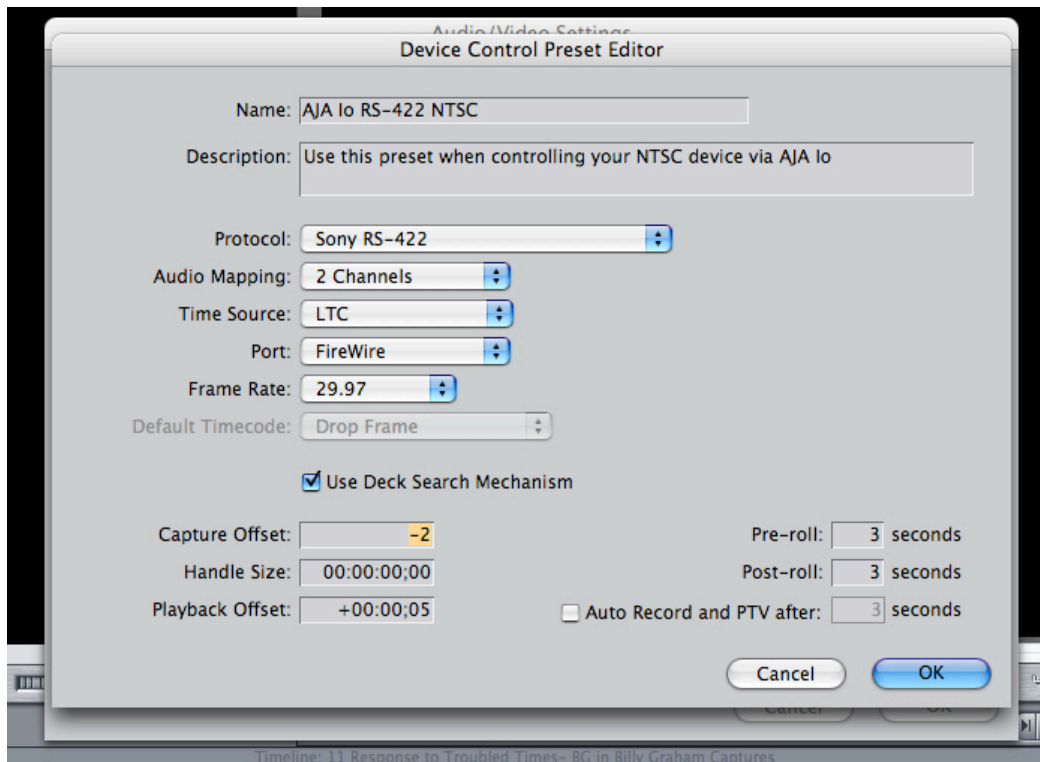 Audio/Video Settings
Device Control Preset Editor
Name: AJA Io RS-422 NTSC
Description: Use this preset when controlling your NTSC device via AJA Io
Protocol: Sony RS-422
Audio Mapping: 2 Channels
Time Source: LTC
Port: FireWire
Frame Rate: 29.97
Default Timecode: Drop Frame
Use Deck Search Mechanism
Capture Offset: -2 Pre-roll: 3 seconds
Handle Size: 00:00:00;00 Post-roll: 3 seconds
Playback Offset: +00:00;05 Auto Record and PTV after: 3 seconds
Cancel OK
Cancel OK
Timeline: 11 Response to Troubled Times- BG in Billy Graham Captures